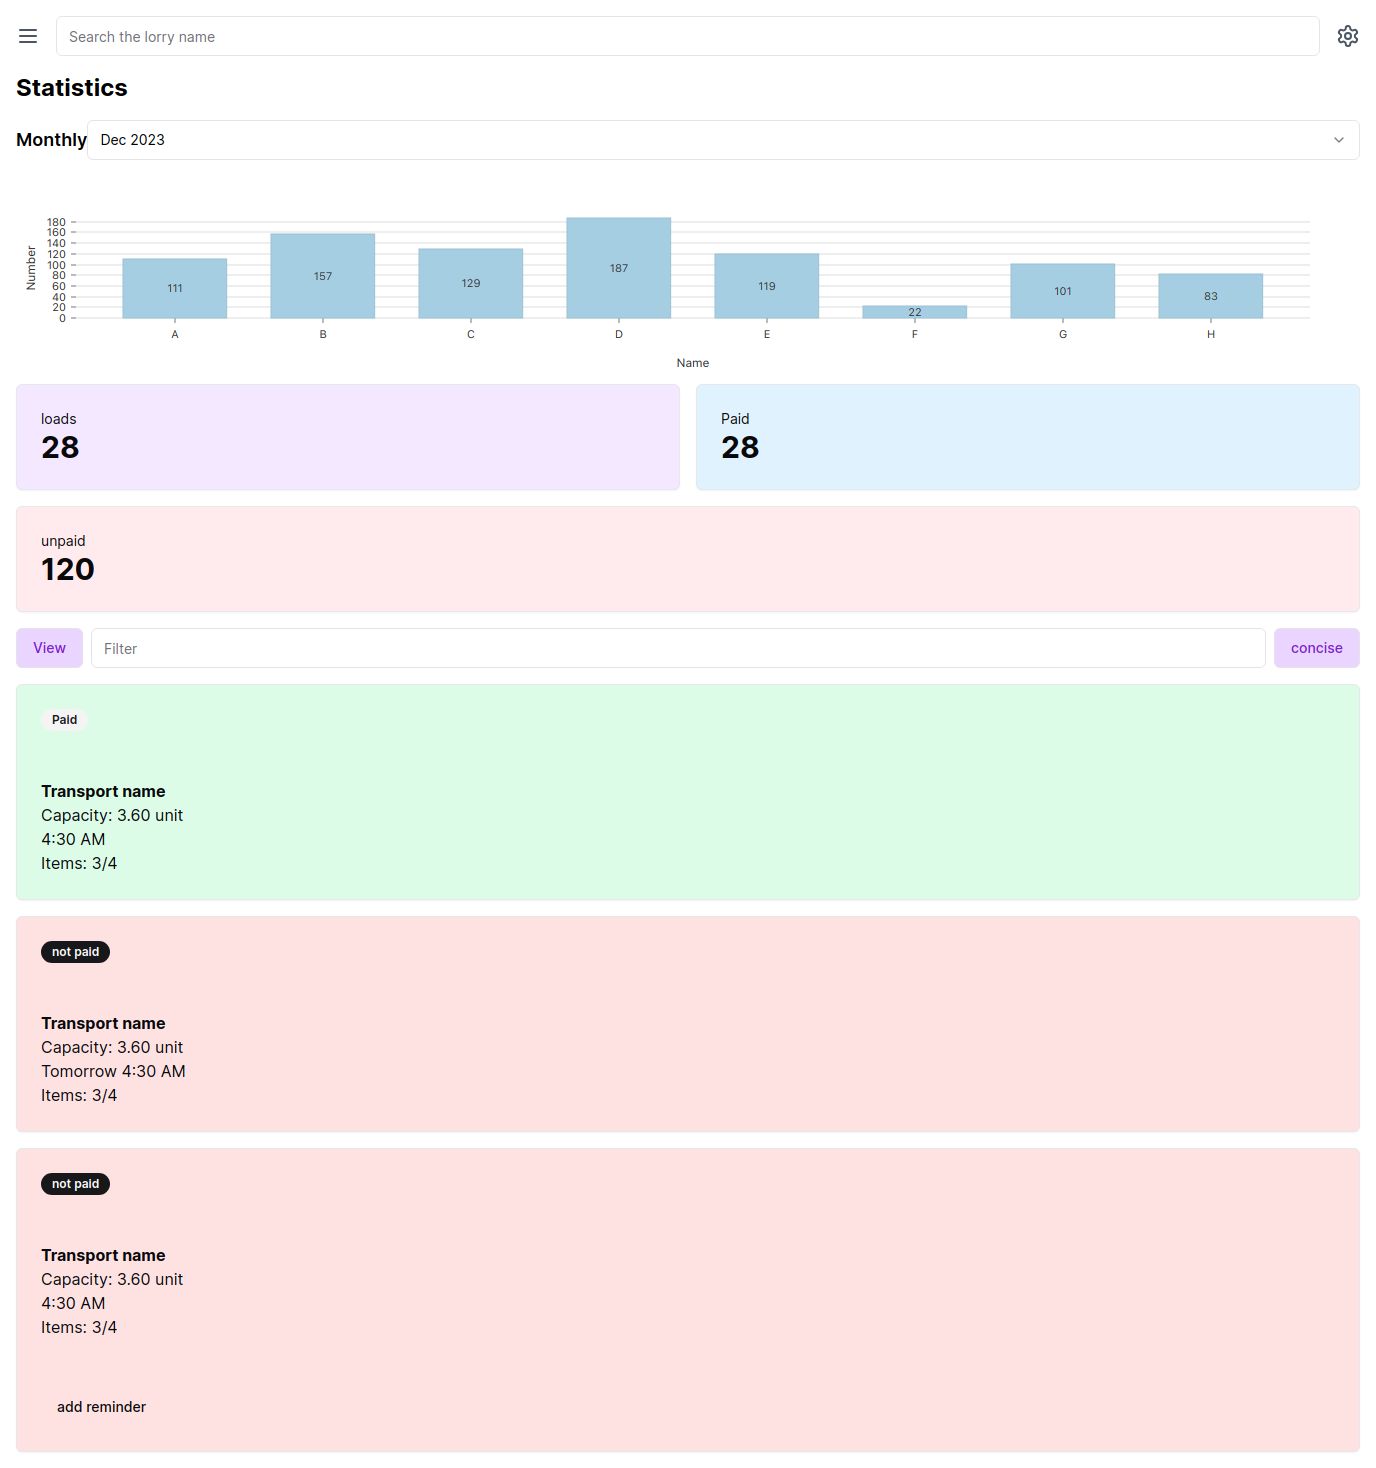 Search the lorry name
Statistics
Monthly Dec 2023
180
160
140
120
100
80
60
40
20
0
Number
111 157 129 187 119 22 101 83
A B C D E F G H
Name
loads
28
Paid
28
unpaid
120
View Filter concise
Paid
Transport name
Capacity: 3.60 unit
4:30 AM
Items: 3/4
not paid
Transport name
Capacity: 3.60 unit
Tomorrow 4:30 AM
Items: 3/4
not paid
Transport name
Capacity: 3.60 unit
4:30 AM
Items: 3/4
add reminder